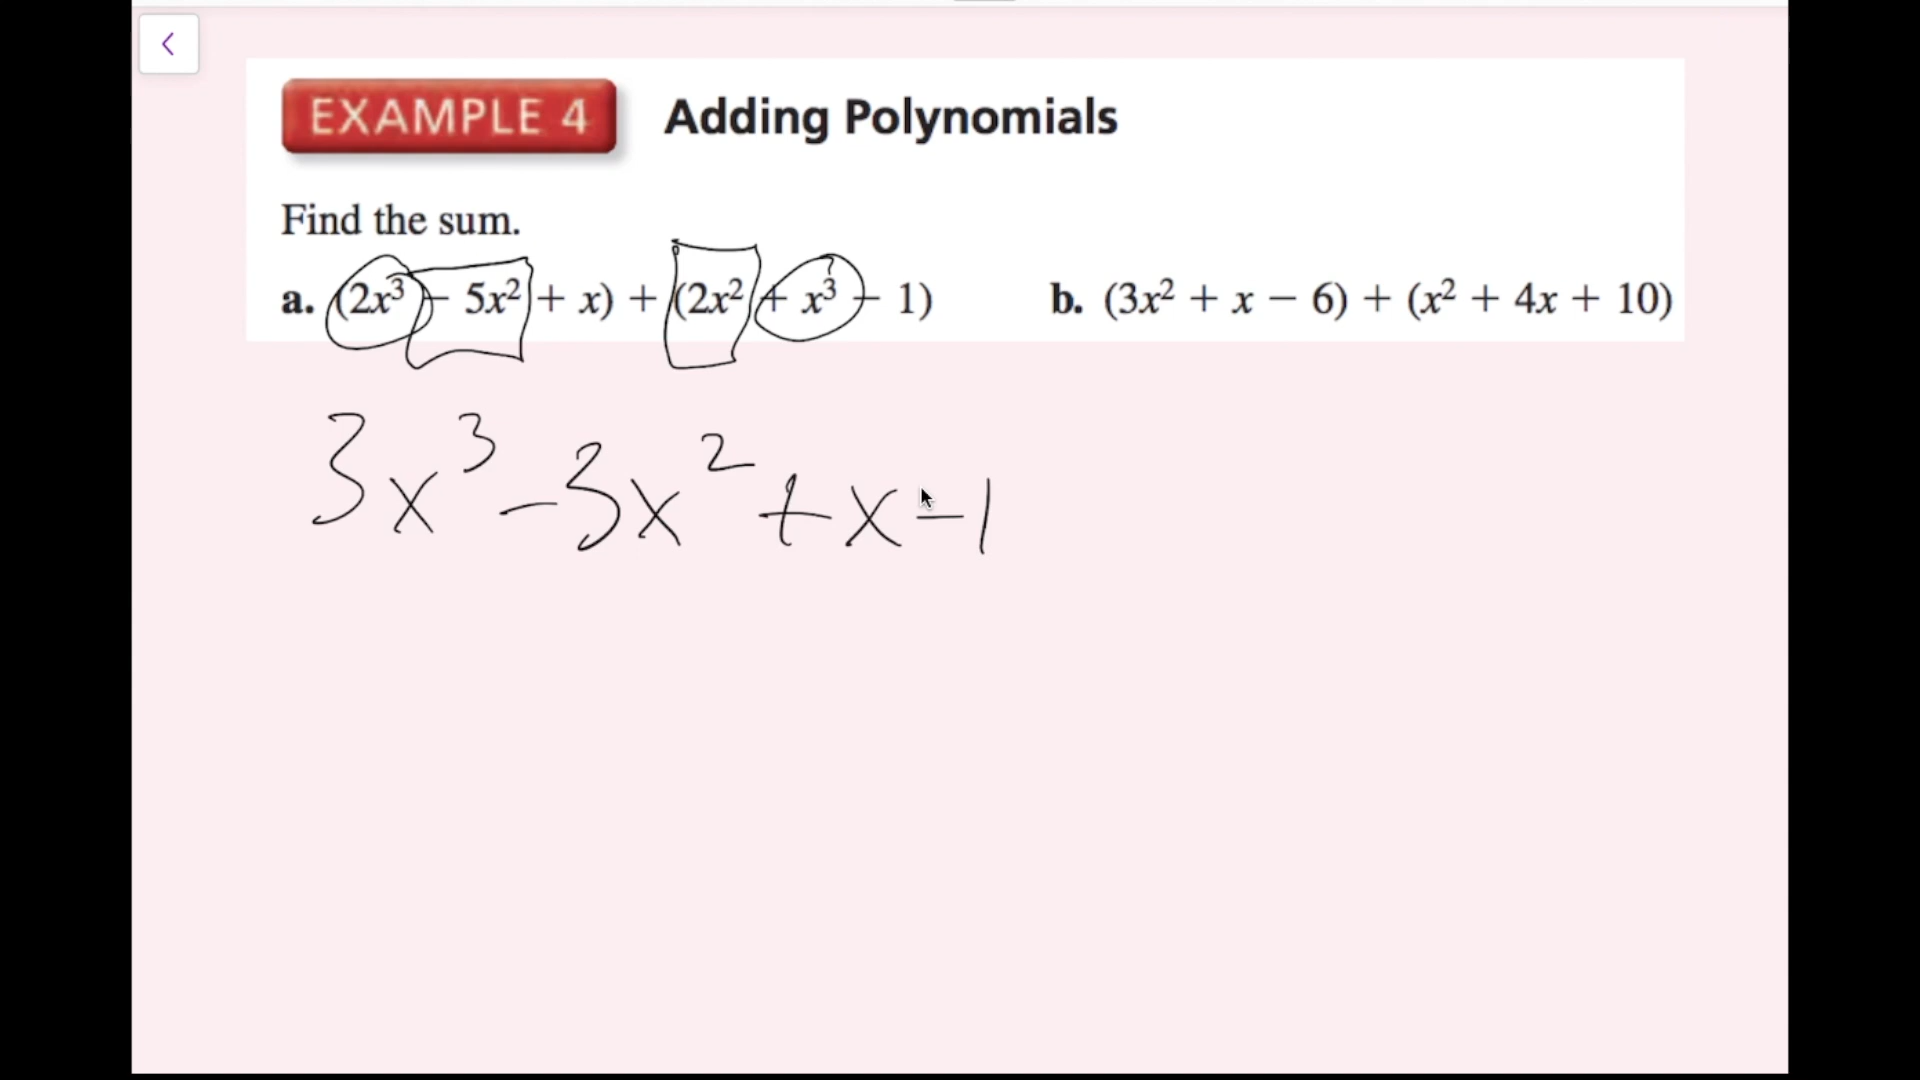 EXAMPLE 4 Adding Polynomials
Find the sum.
a. (2x³ − 5x² + x) + (2x² + x³ − 1) b. (3x² + x − 6) + (x² + 4x + 10)
3x³ − 3x² + x − 1